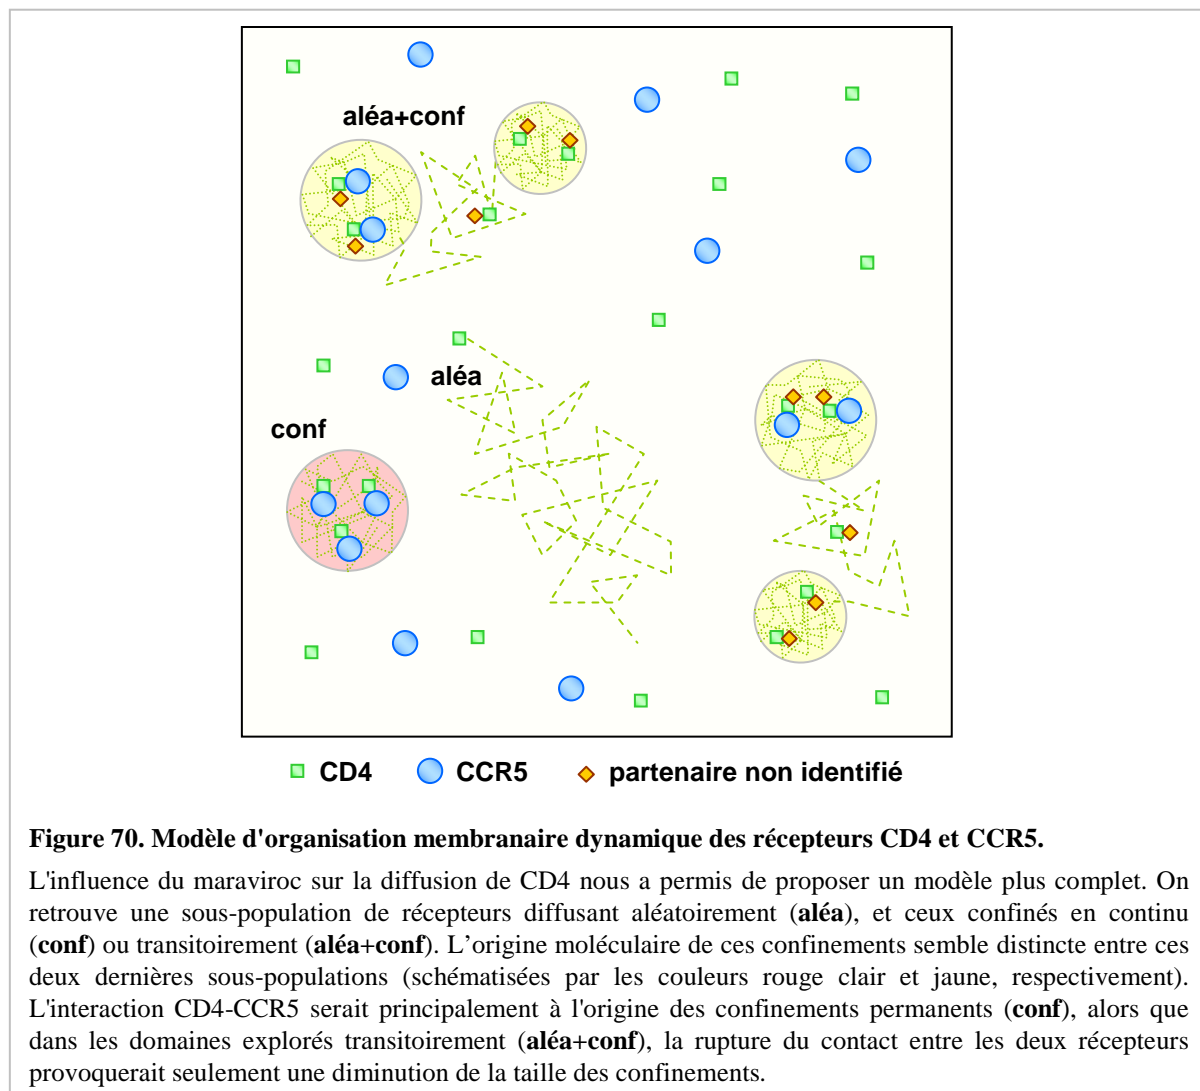 aléa+conf
aléa
conf
CD4 CCR5 partenaire non identifié
Figure 70. Modèle d'organisation membranaire dynamique des récepteurs CD4 et CCR5.
L'influence du maraviroc sur la diffusion de CD4 nous a permis de proposer un modèle plus complet. On
retrouve une sous-population de récepteurs diffusant aléatoirement (aléa), et ceux confinés en continu
(conf) ou transitoirement (aléa+conf). L’origine moléculaire de ces confinements semble distincte entre ces
deux dernières sous-populations (schématisées par les couleurs rouge clair et jaune, respectivement).
L'interaction CD4-CCR5 serait principalement à l'origine des confinements permanents (conf), alors que
dans les domaines explorés transitoirement (aléa+conf), la rupture du contact entre les deux récepteurs
provoquerait seulement une diminution de la taille des confinements.